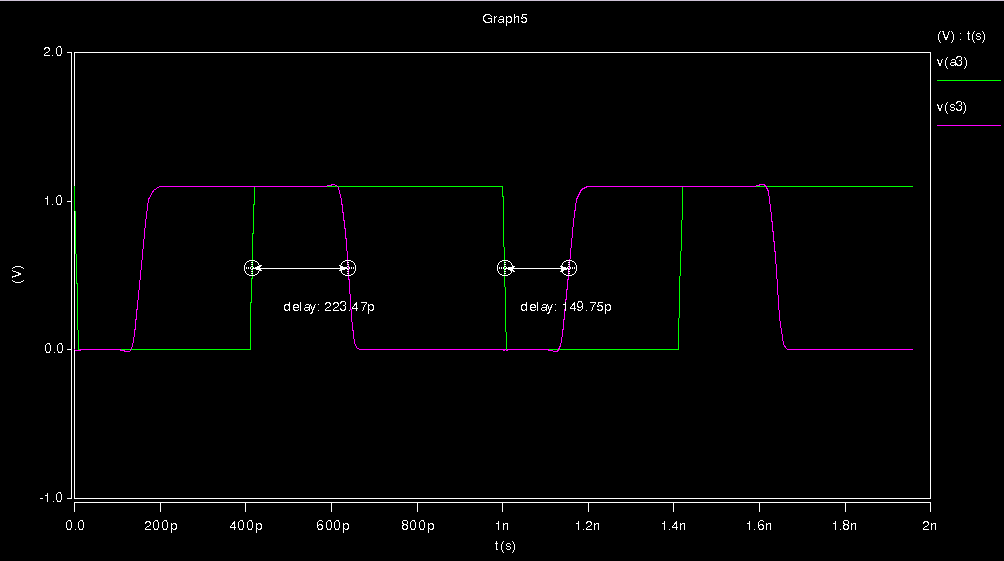 Graph5
(V) : t(s)
v(a3)
v(s3)
2.0
1.0
(V)
delay: 223.47p
delay: 149.75p
0.0
-1.0
0.0 200p 400p 600p 800p 1n 1.2n 1.4n 1.6n 1.8n 2n
t(s)